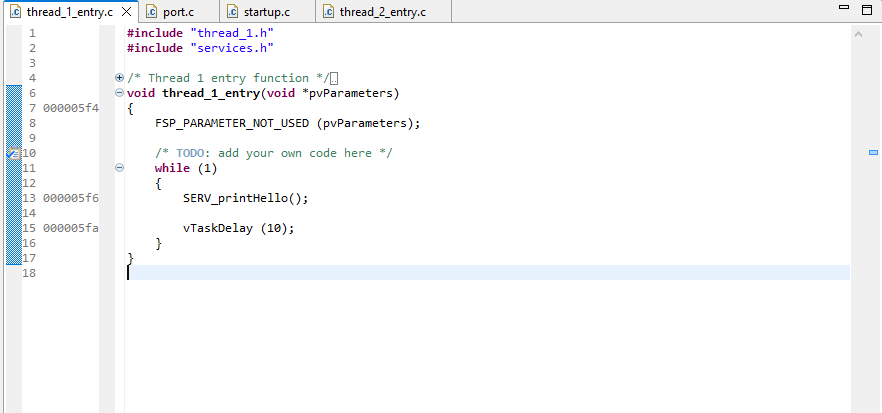 thread_1_entry.c port.c startup.c thread_2_entry.c
1 #include "thread_1.h"
2 #include "services.h"
3
4 /* Thread 1 entry function */
6 void thread_1_entry(void *pvParameters)
7 000005f4 {
8 FSP_PARAMETER_NOT_USED (pvParameters);
9
10 /* TODO: add your own code here */
11 while (1)
12 {
13 000005f6 SERV_printHello();
14
15 000005fa vTaskDelay (10);
16 }
17 }
18